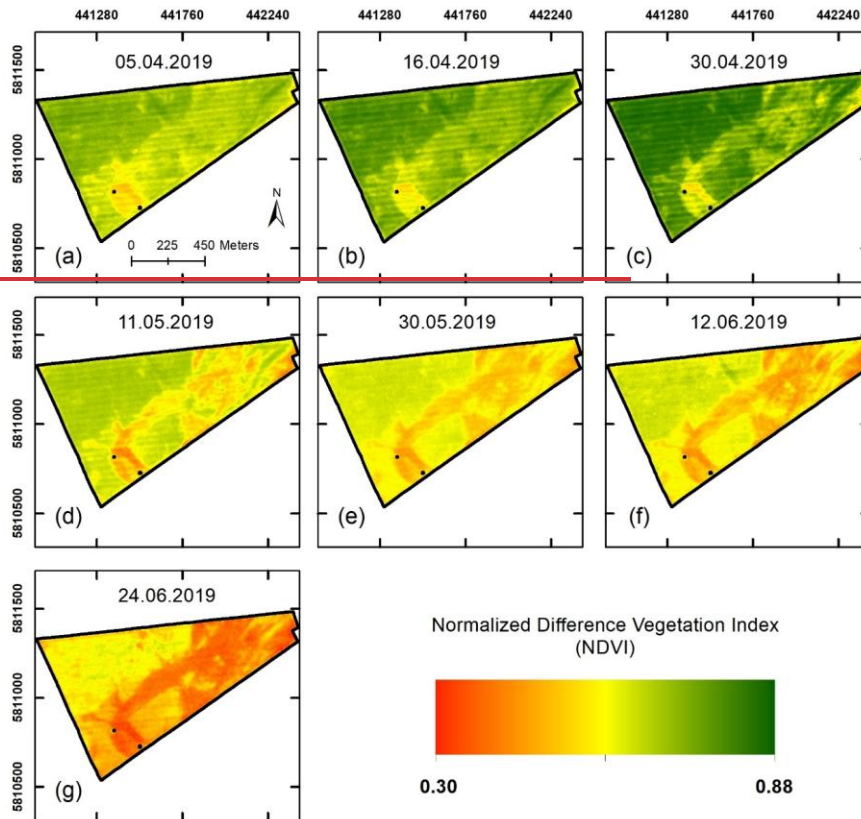 441280 441760 442240 441280 441760 442240 441280 441760 442240
5811500
5811000
5810500
05.04.2019
N
0 225 450 Meters
(a)
16.04.2019
(b)
30.04.2019
(c)
5811500
5811000
5810500
11.05.2019
(d)
30.05.2019
(e)
12.06.2019
(f)
5811500
5811000
5810500
24.06.2019
(g)
Normalized Difference Vegetation Index
(NDVI)
0.30 0.88